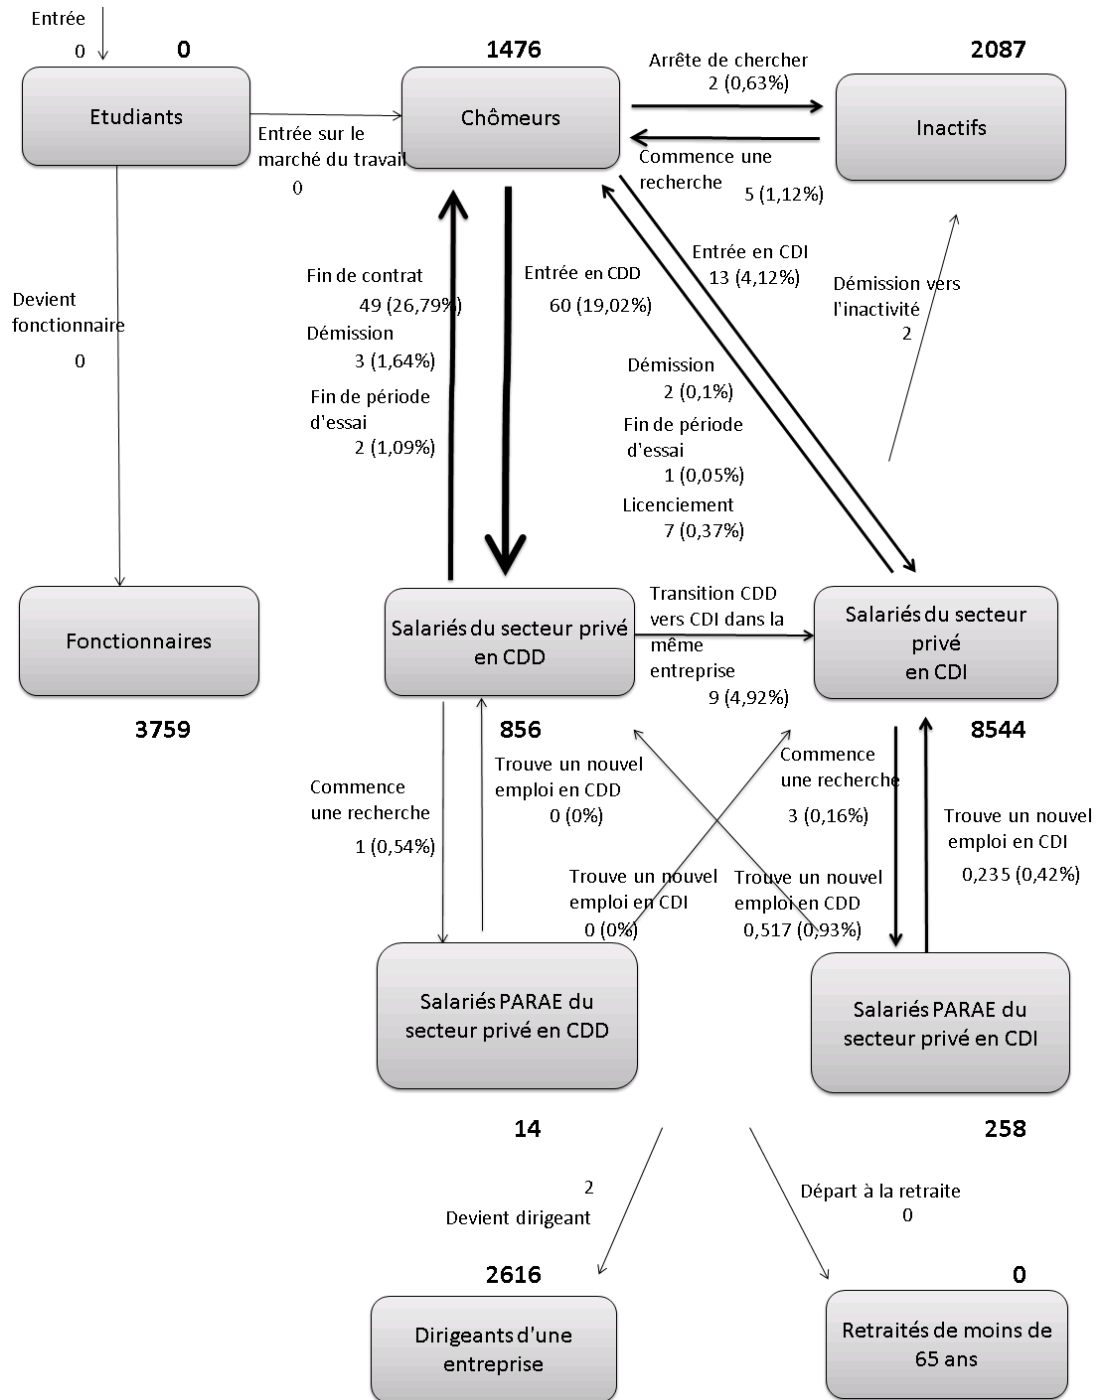 Entrée
0
0
1476
2087
Etudiants
Chômeurs
Inactifs
Arrête de chercher
2 (0,63%)
Entrée sur le
marché du travail
0
Commence une
recherche
5 (1,12%)
Devient
fonctionnaire
0
Fin de contrat
49 (26,79%)
Démission
3 (1,64%)
Fin de période
d'essai
2 (1,09%)
Entrée en CDD
60 (19,02%)
Entrée en CDI
13 (4,12%)
Démission vers
l'inactivité
2
Démission
2 (0,1%)
Fin de période
d'essai
1 (0,05%)
Licenciement
7 (0,37%)
Fonctionnaires
3759
Salariés du secteur privé
en CDD
856
Transition CDD
vers CDI dans la
même
entreprise
9 (4,92%)
Salariés du secteur
privé
en CDI
8544
Commence
une recherche
1 (0,54%)
Trouve un nouvel
emploi en CDD
0 (0%)
Commence
une recherche
3 (0,16%)
Trouve un nouvel
emploi en CDI
0,235 (0,42%)
Trouve un nouvel
emploi en CDI
0 (0%)
Trouve un nouvel
emploi en CDD
0,517 (0,93%)
Salariés PARAE du
secteur privé en CDD
14
Salariés PARAE du
secteur privé en CDI
258
2
Devient dirigeant
Départ à la retraite
0
2616
Dirigeants d'une
entreprise
0
Retraités de moins de
65 ans